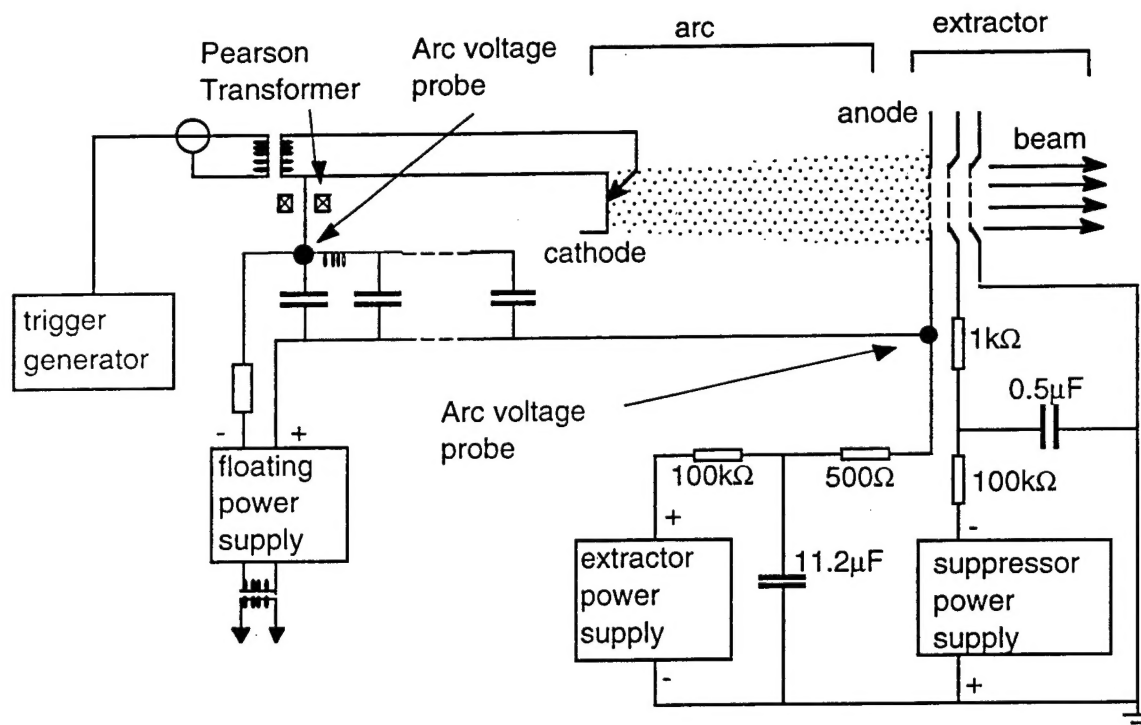 arc
extractor
Pearson
Transformer
Arc voltage
probe
anode
beam
cathode
trigger
generator
1kΩ
0.5μF
Arc voltage
probe
- +
floating
power
supply
100kΩ
500Ω
100kΩ
+
-
extractor
power
supply
11.2μF
suppressor
power
supply
-
+